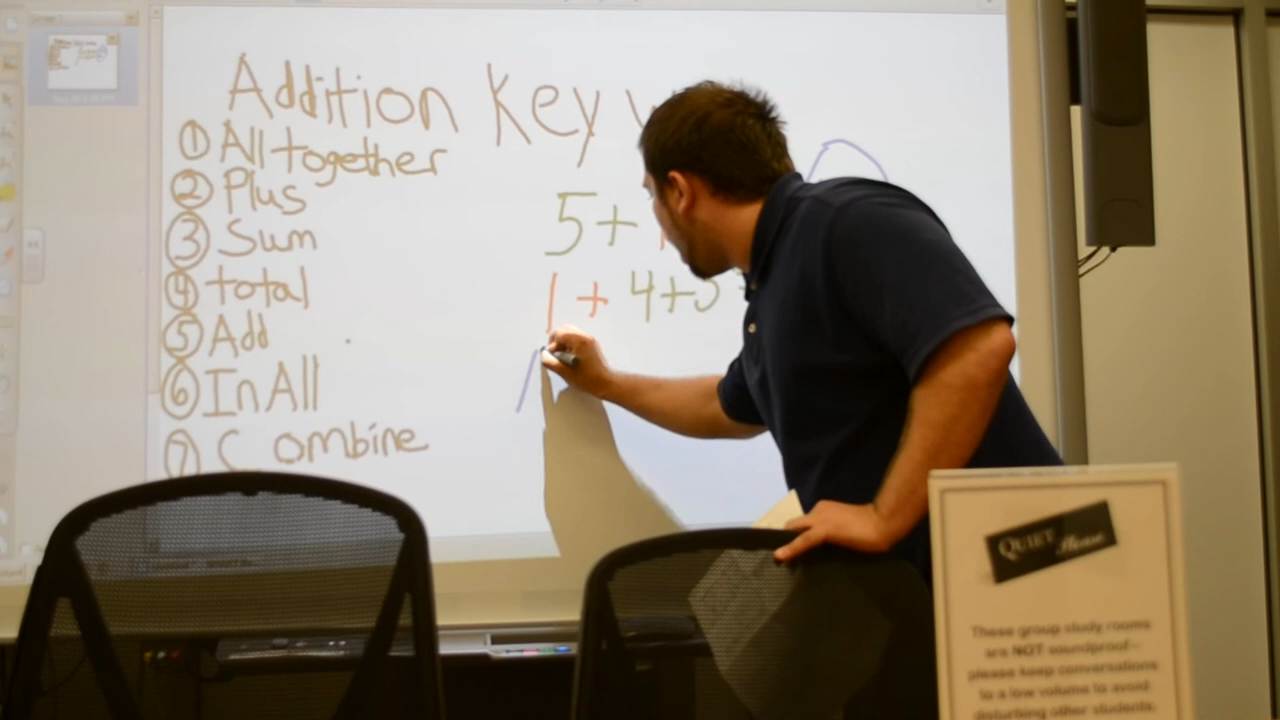 Addition Key
① All together
② Plus
③ Sum
④ total
⑤ Add
⑥ In All
⑦ Combine
5+
1 + 4+5
QUIET Please
These group study rooms
are NOT soundproof–
please keep conversations
to a low volume to avoid
disturbing other students.